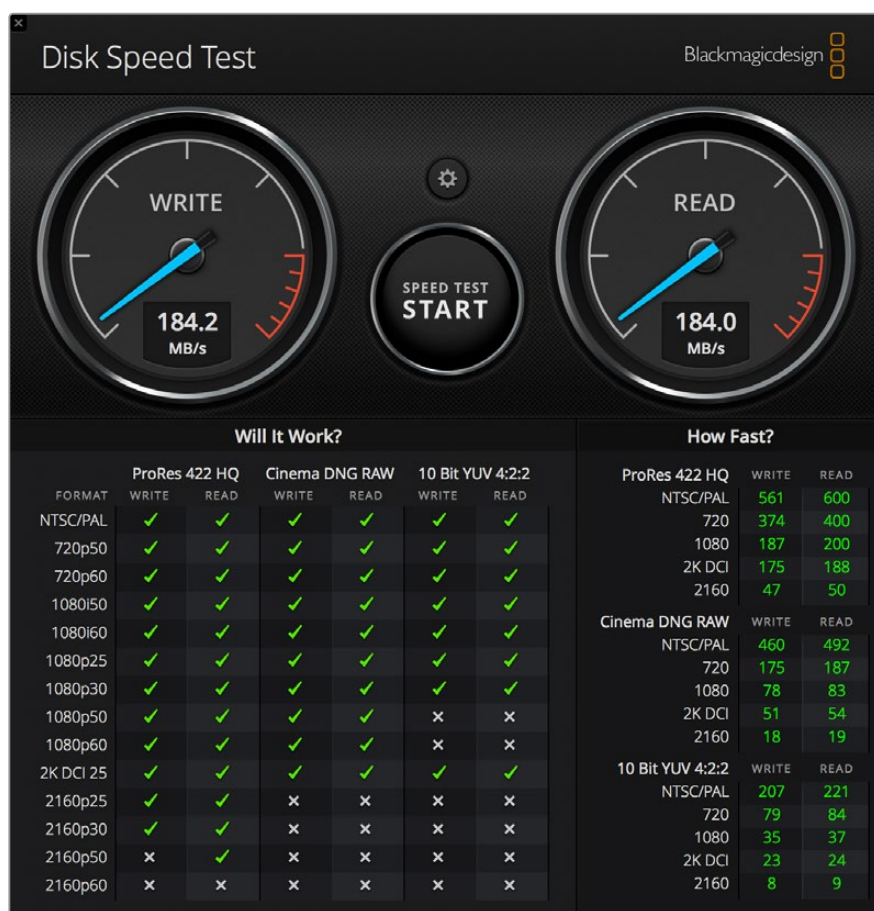 Disk Speed Test
Blackmagicdesign
WRITE
184.2
MB/s
SPEED TEST
START
READ
184.0
MB/s
Will It Work?
ProRes 422 HQ Cinema DNG RAW 10 Bit YUV 4:2:2
FORMAT WRITE READ WRITE READ WRITE READ
NTSC/PAL ✓ ✓ ✓ ✓ ✓ ✓
720p50 ✓ ✓ ✓ ✓ ✓ ✓
720p60 ✓ ✓ ✓ ✓ ✓ ✓
1080i50 ✓ ✓ ✓ ✓ ✓ ✓
1080i60 ✓ ✓ ✓ ✓ ✓ ✓
1080p25 ✓ ✓ ✓ ✓ ✓ ✓
1080p30 ✓ ✓ ✓ ✓ ✓ ✓
1080p50 ✓ ✓ ✓ ✓ × ×
1080p60 ✓ ✓ ✓ ✓ × ×
2K DCI 25 ✓ ✓ ✓ ✓ ✓ ✓
2160p25 ✓ ✓ × × × ×
2160p30 ✓ ✓ × × × ×
2160p50 × ✓ × × × ×
2160p60 × × × × × ×
How Fast?
ProRes 422 HQ WRITE READ
NTSC/PAL 561 600
720 374 400
1080 187 200
2K DCI 175 188
2160 47 50
Cinema DNG RAW WRITE READ
NTSC/PAL 460 492
720 175 187
1080 78 83
2K DCI 51 54
2160 18 19
10 Bit YUV 4:2:2 WRITE READ
NTSC/PAL 207 221
720 79 84
1080 35 37
2K DCI 23 24
2160 8 9